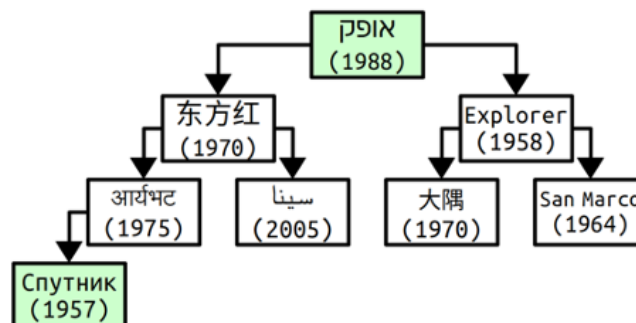 אופק
(1988)
东方红
(1970)
Explorer
(1958)
आर्यभट
(1975)
سينا
(2005)
大隅
(1970)
San Marco
(1964)
Спутник
(1957)